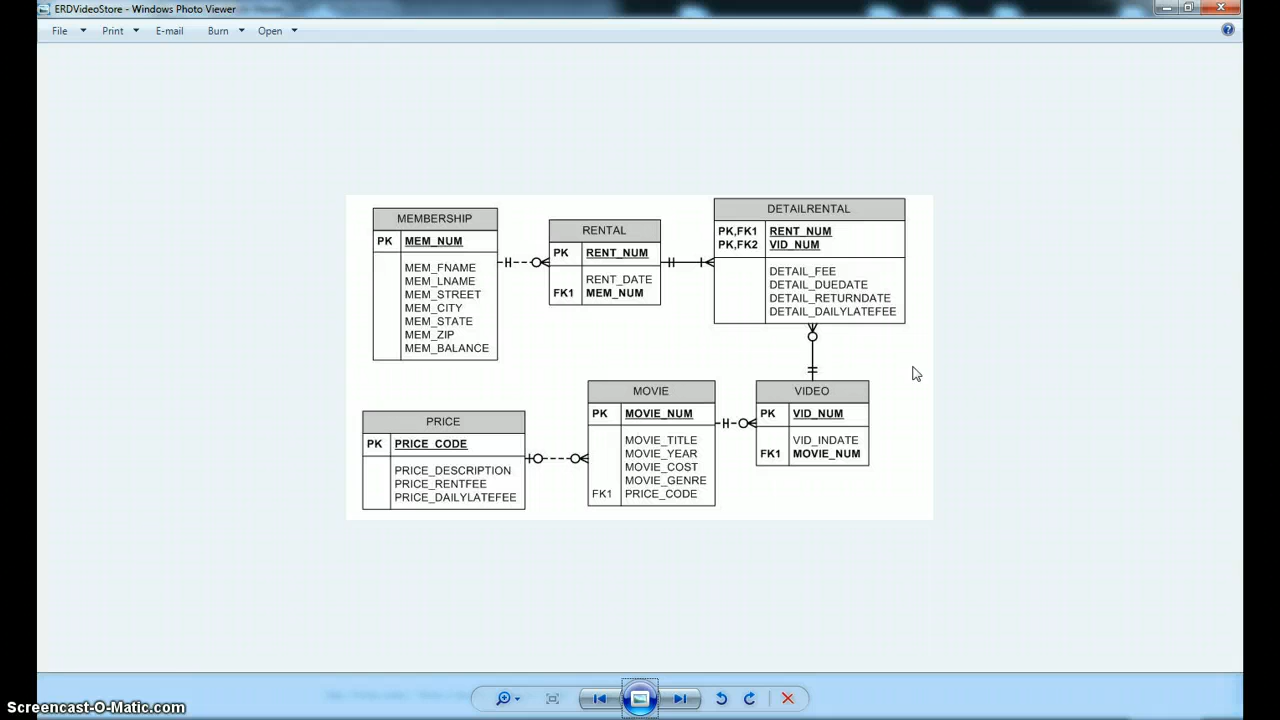 ERDVideoStore - Windows Photo Viewer
File Print E-mail Burn Open
MEMBERSHIP
PK MEM_NUM
MEM_FNAME
MEM_LNAME
MEM_STREET
MEM_CITY
MEM_STATE
MEM_ZIP
MEM_BALANCE
RENTAL
PK RENT_NUM
RENT_DATE
FK1 MEM_NUM
DETAILRENTAL
PK,FK1 RENT_NUM
PK,FK2 VID_NUM
DETAIL_FEE
DETAIL_DUEDATE
DETAIL_RETURNDATE
DETAIL_DAILYLATEFEE
PRICE
PK PRICE_CODE
PRICE_DESCRIPTION
PRICE_RENTFEE
PRICE_DAILYLATEFEE
MOVIE
PK MOVIE_NUM
MOVIE_TITLE
MOVIE_YEAR
MOVIE_COST
MOVIE_GENRE
FK1 PRICE_CODE
VIDEO
PK VID_NUM
VID_INDATE
FK1 MOVIE_NUM
Screencast-O-Matic.com